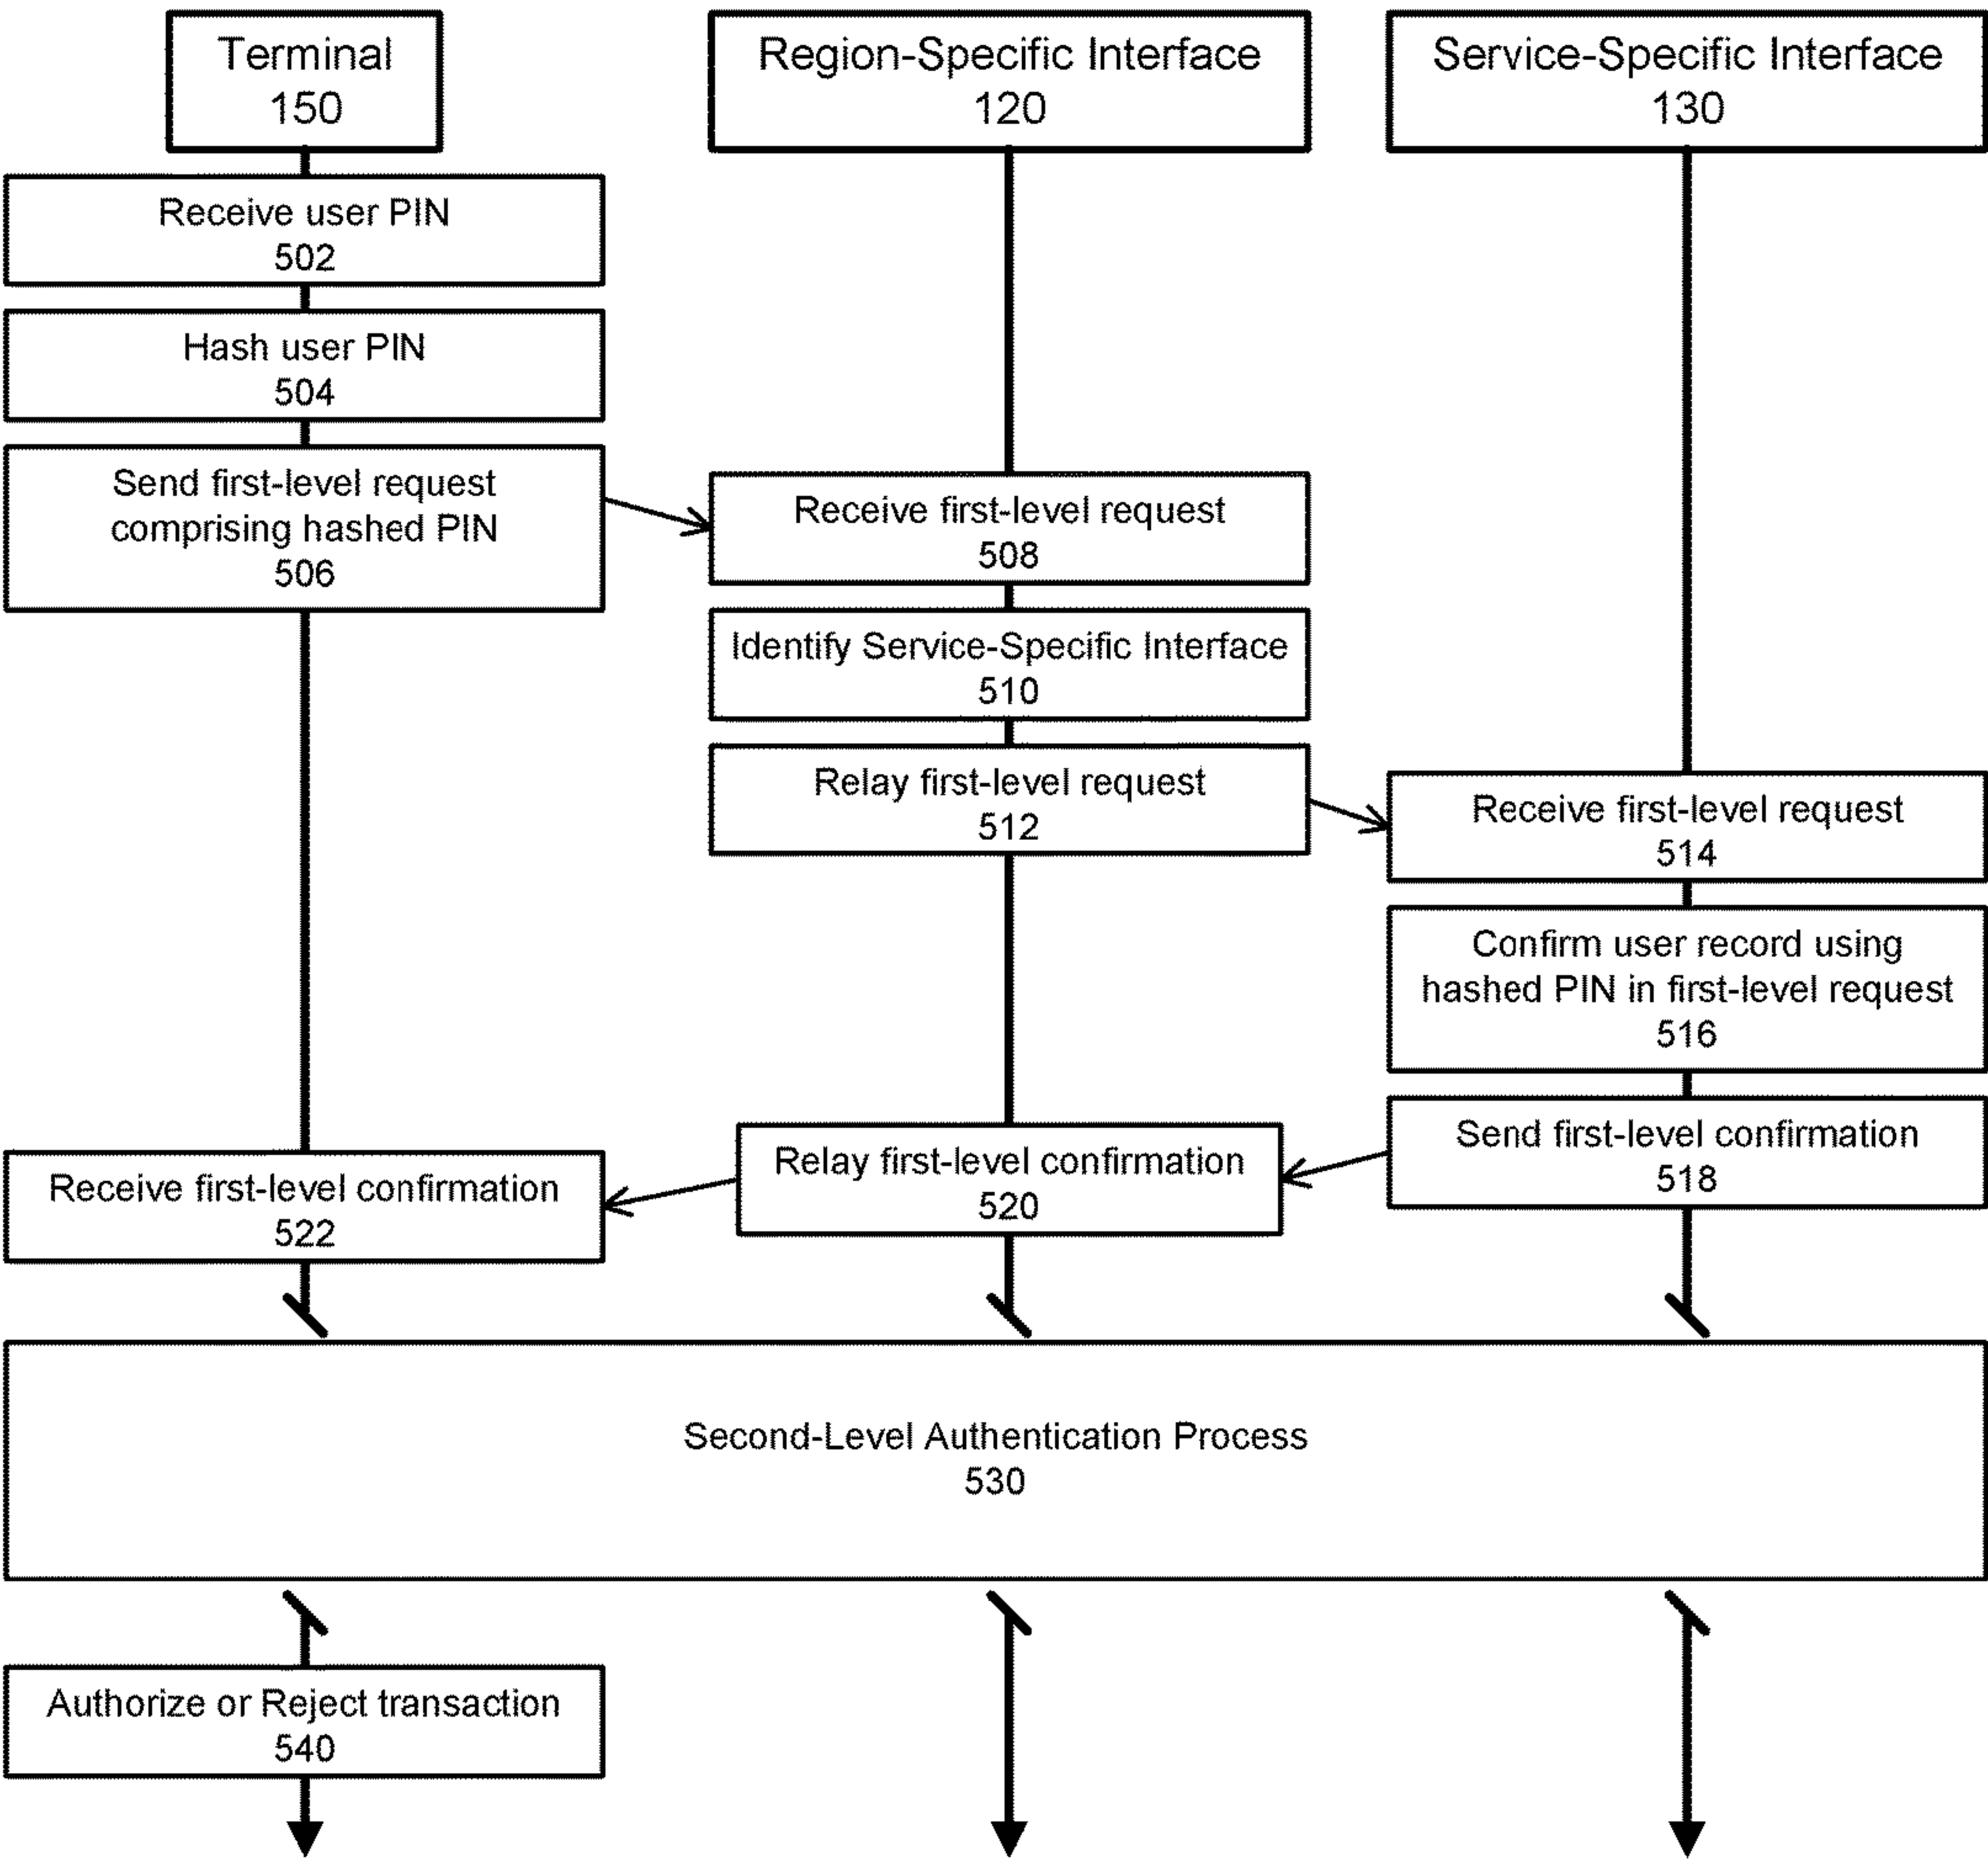 Terminal
150
Region-Specific Interface
120
Service-Specific Interface
130
Receive user PIN
502
Hash user PIN
504
Send first-level request
comprising hashed PIN
506
Receive first-level request
508
Identify Service-Specific Interface
510
Relay first-level request
512
Receive first-level request
514
Confirm user record using
hashed PIN in first-level request
516
Send first-level confirmation
518
Relay first-level confirmation
520
Receive first-level confirmation
522
Second-Level Authentication Process
530
Authorize or Reject transaction
540